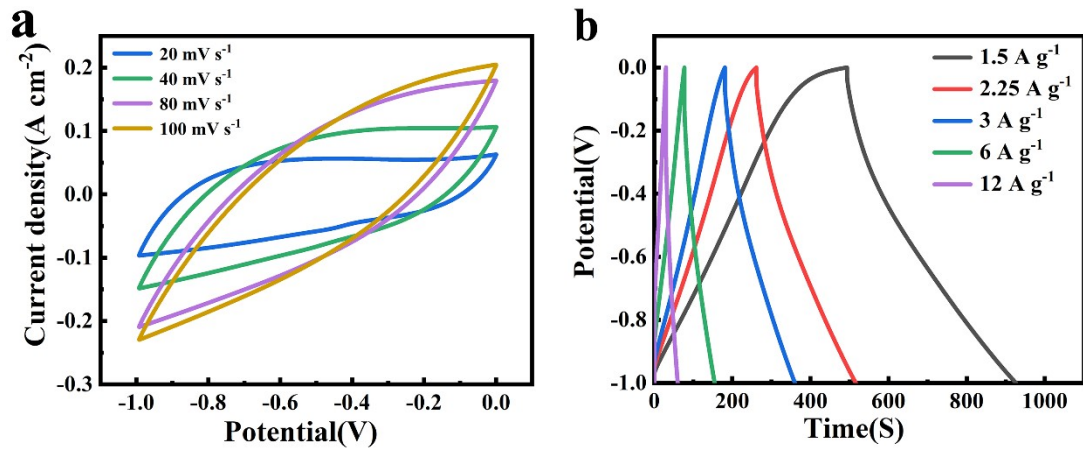 a
20 mV s⁻¹
40 mV s⁻¹
80 mV s⁻¹
100 mV s⁻¹
0.2
0.1
0.0
-0.1
-0.2
-0.3
Current density(A cm⁻²)
-1.0 -0.8 -0.6 -0.4 -0.2 0.0
Potential(V)
b
1.5 A g⁻¹
2.25 A g⁻¹
3 A g⁻¹
6 A g⁻¹
12 A g⁻¹
0.0
-0.2
-0.4
-0.6
-0.8
-1.0
Potential(V)
0 200 400 600 800 1000
Time(S)